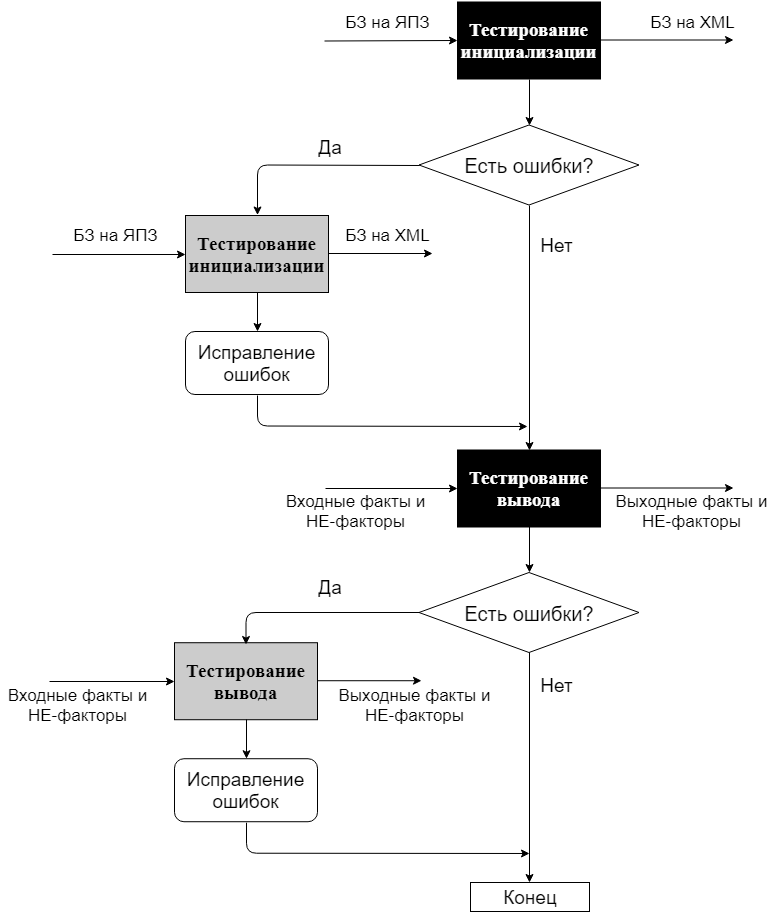 БЗ на ЯПЗ
Тестирование
инициализации
БЗ на XML
Есть ошибки?
Да
Нет
БЗ на ЯПЗ
Тестирование
инициализации
БЗ на XML
Исправление
ошибок
Тестирование
вывода
Входные факты и
НЕ-факторы
Выходные факты и
НЕ-факторы
Есть ошибки?
Да
Нет
Тестирование
вывода
Входные факты и
НЕ-факторы
Выходные факты и
НЕ-факторы
Исправление
ошибок
Конец